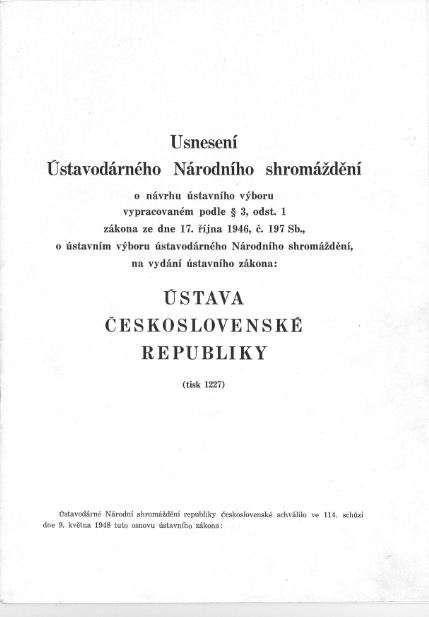 Usnesení
Ústavodárného Národního shromáždění
o návrhu ústavního výboru
vypracovaném podle § 3, odst. 1
zákona ze dne 17. října 1946, č. 197 Sb.,
o ústavním výboru ústavodárného Národního shromáždění,
na vydání ústavního zákona:
ÚSTAVA
ČESKOSLOVENSKÉ
REPUBLIKY
(tisk 1227)
Ústavodárné Národní shromáždění republiky Československé schválilo ve 114. schůzi
dne 9. května 1948 tuto osnovu ústavního zákona: